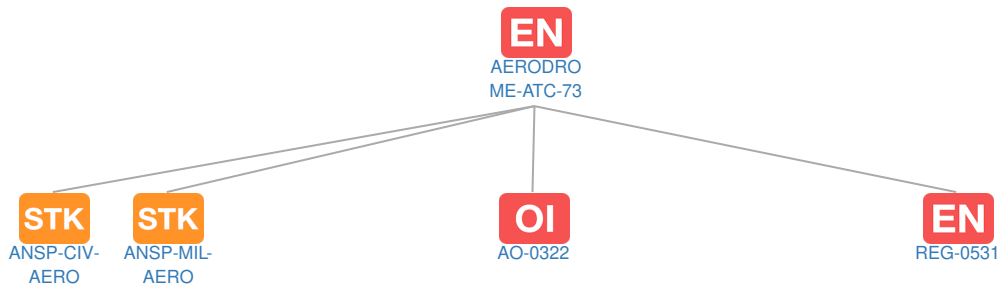 EN
AERODRO
ME-ATC-73
STK
ANSP-CIV-
AERO
STK
ANSP-MIL-
AERO
OI
AO-0322
EN
REG-0531